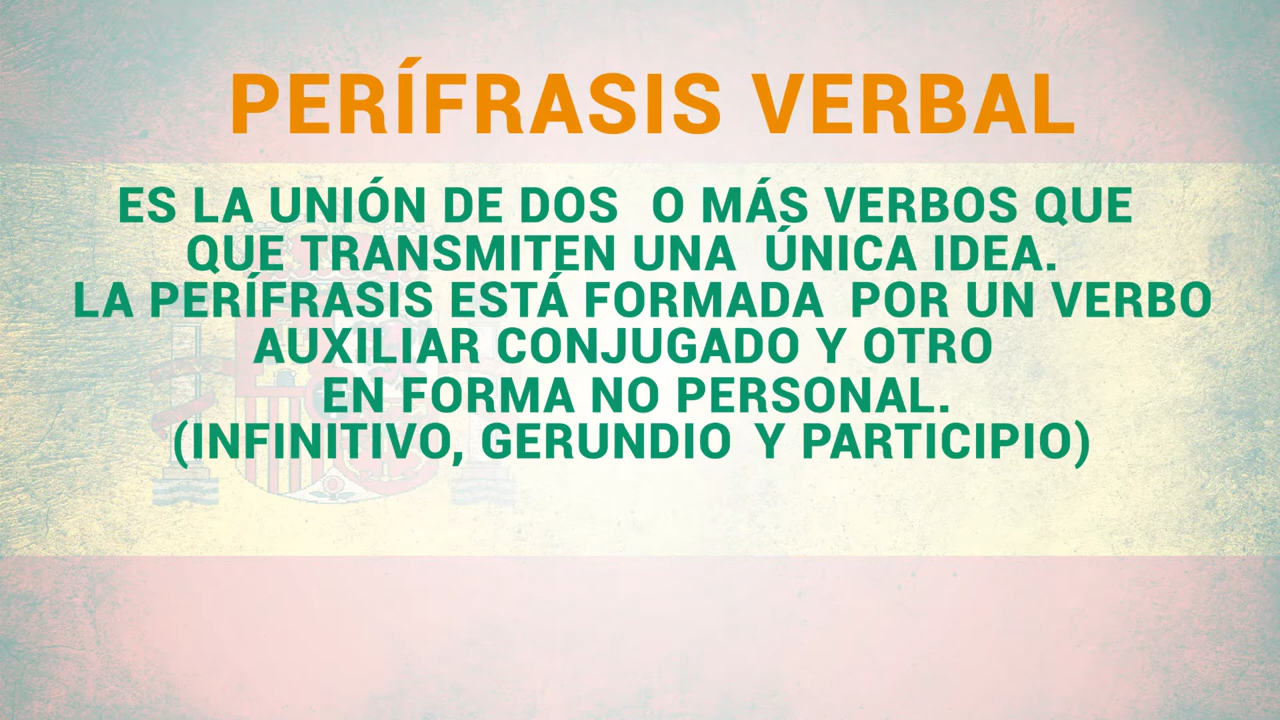 PERÍFRASIS VERBAL
ES LA UNIÓN DE DOS O MÁS VERBOS QUE
QUE TRANSMITEN UNA ÚNICA IDEA.
LA PERÍFRASIS ESTÁ FORMADA POR UN VERBO
AUXILIAR CONJUGADO Y OTRO
EN FORMA NO PERSONAL.
(INFINITIVO, GERUNDIO Y PARTICIPIO)